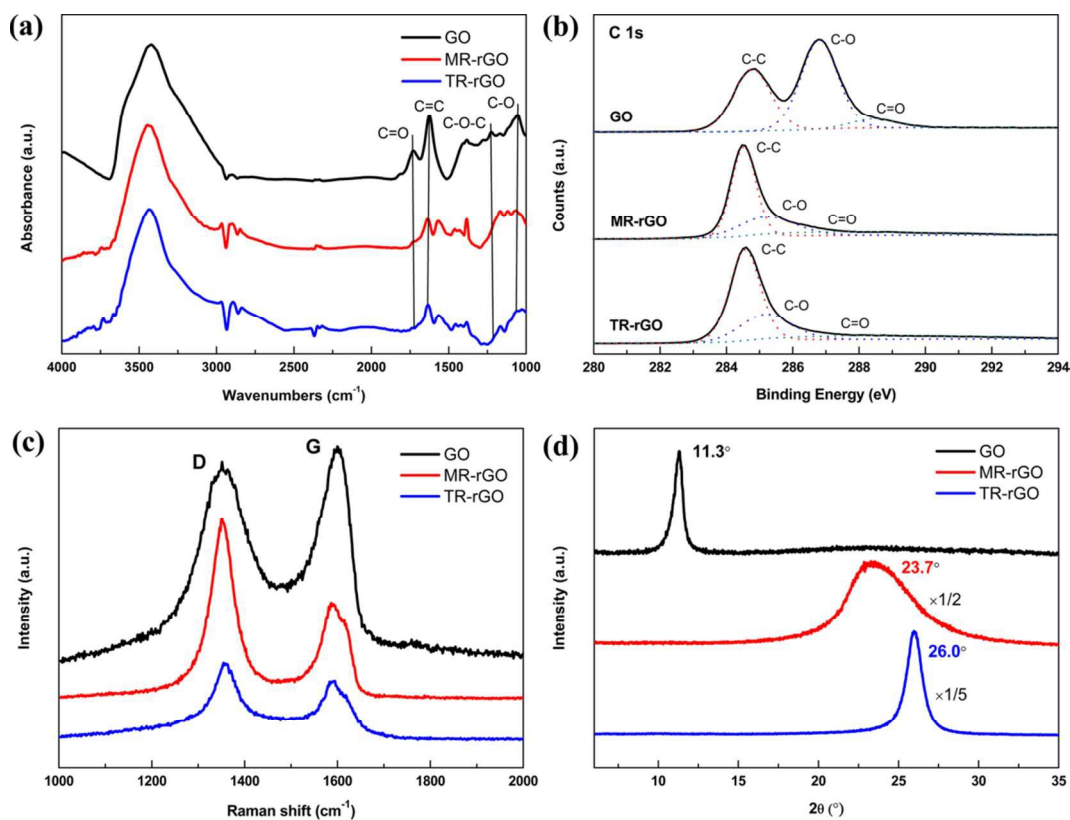 (a)
GO
MR-rGO
TR-rGO
C=O
C=C
C-O-C
C-O
Absorbance (a.u.)
4000 3500 3000 2500 2000 1500 1000
Wavenumbers (cm⁻¹)
(b)
C 1s
C-C
C-O
C=O
GO
C-C
C-O
C=O
MR-rGO
C-C
C-O
C=O
TR-rGO
Counts (a.u.)
280 282 284 286 288 290 292 294
Binding Energy (eV)
(c)
D
G
GO
MR-rGO
TR-rGO
Intensity (a.u.)
1000 1200 1400 1600 1800 2000
Raman shift (cm⁻¹)
(d)
11.3°
GO
MR-rGO
TR-rGO
23.7°
×1/2
26.0°
×1/5
Intensity (a.u.)
10 15 20 25 30 35
2θ (°)